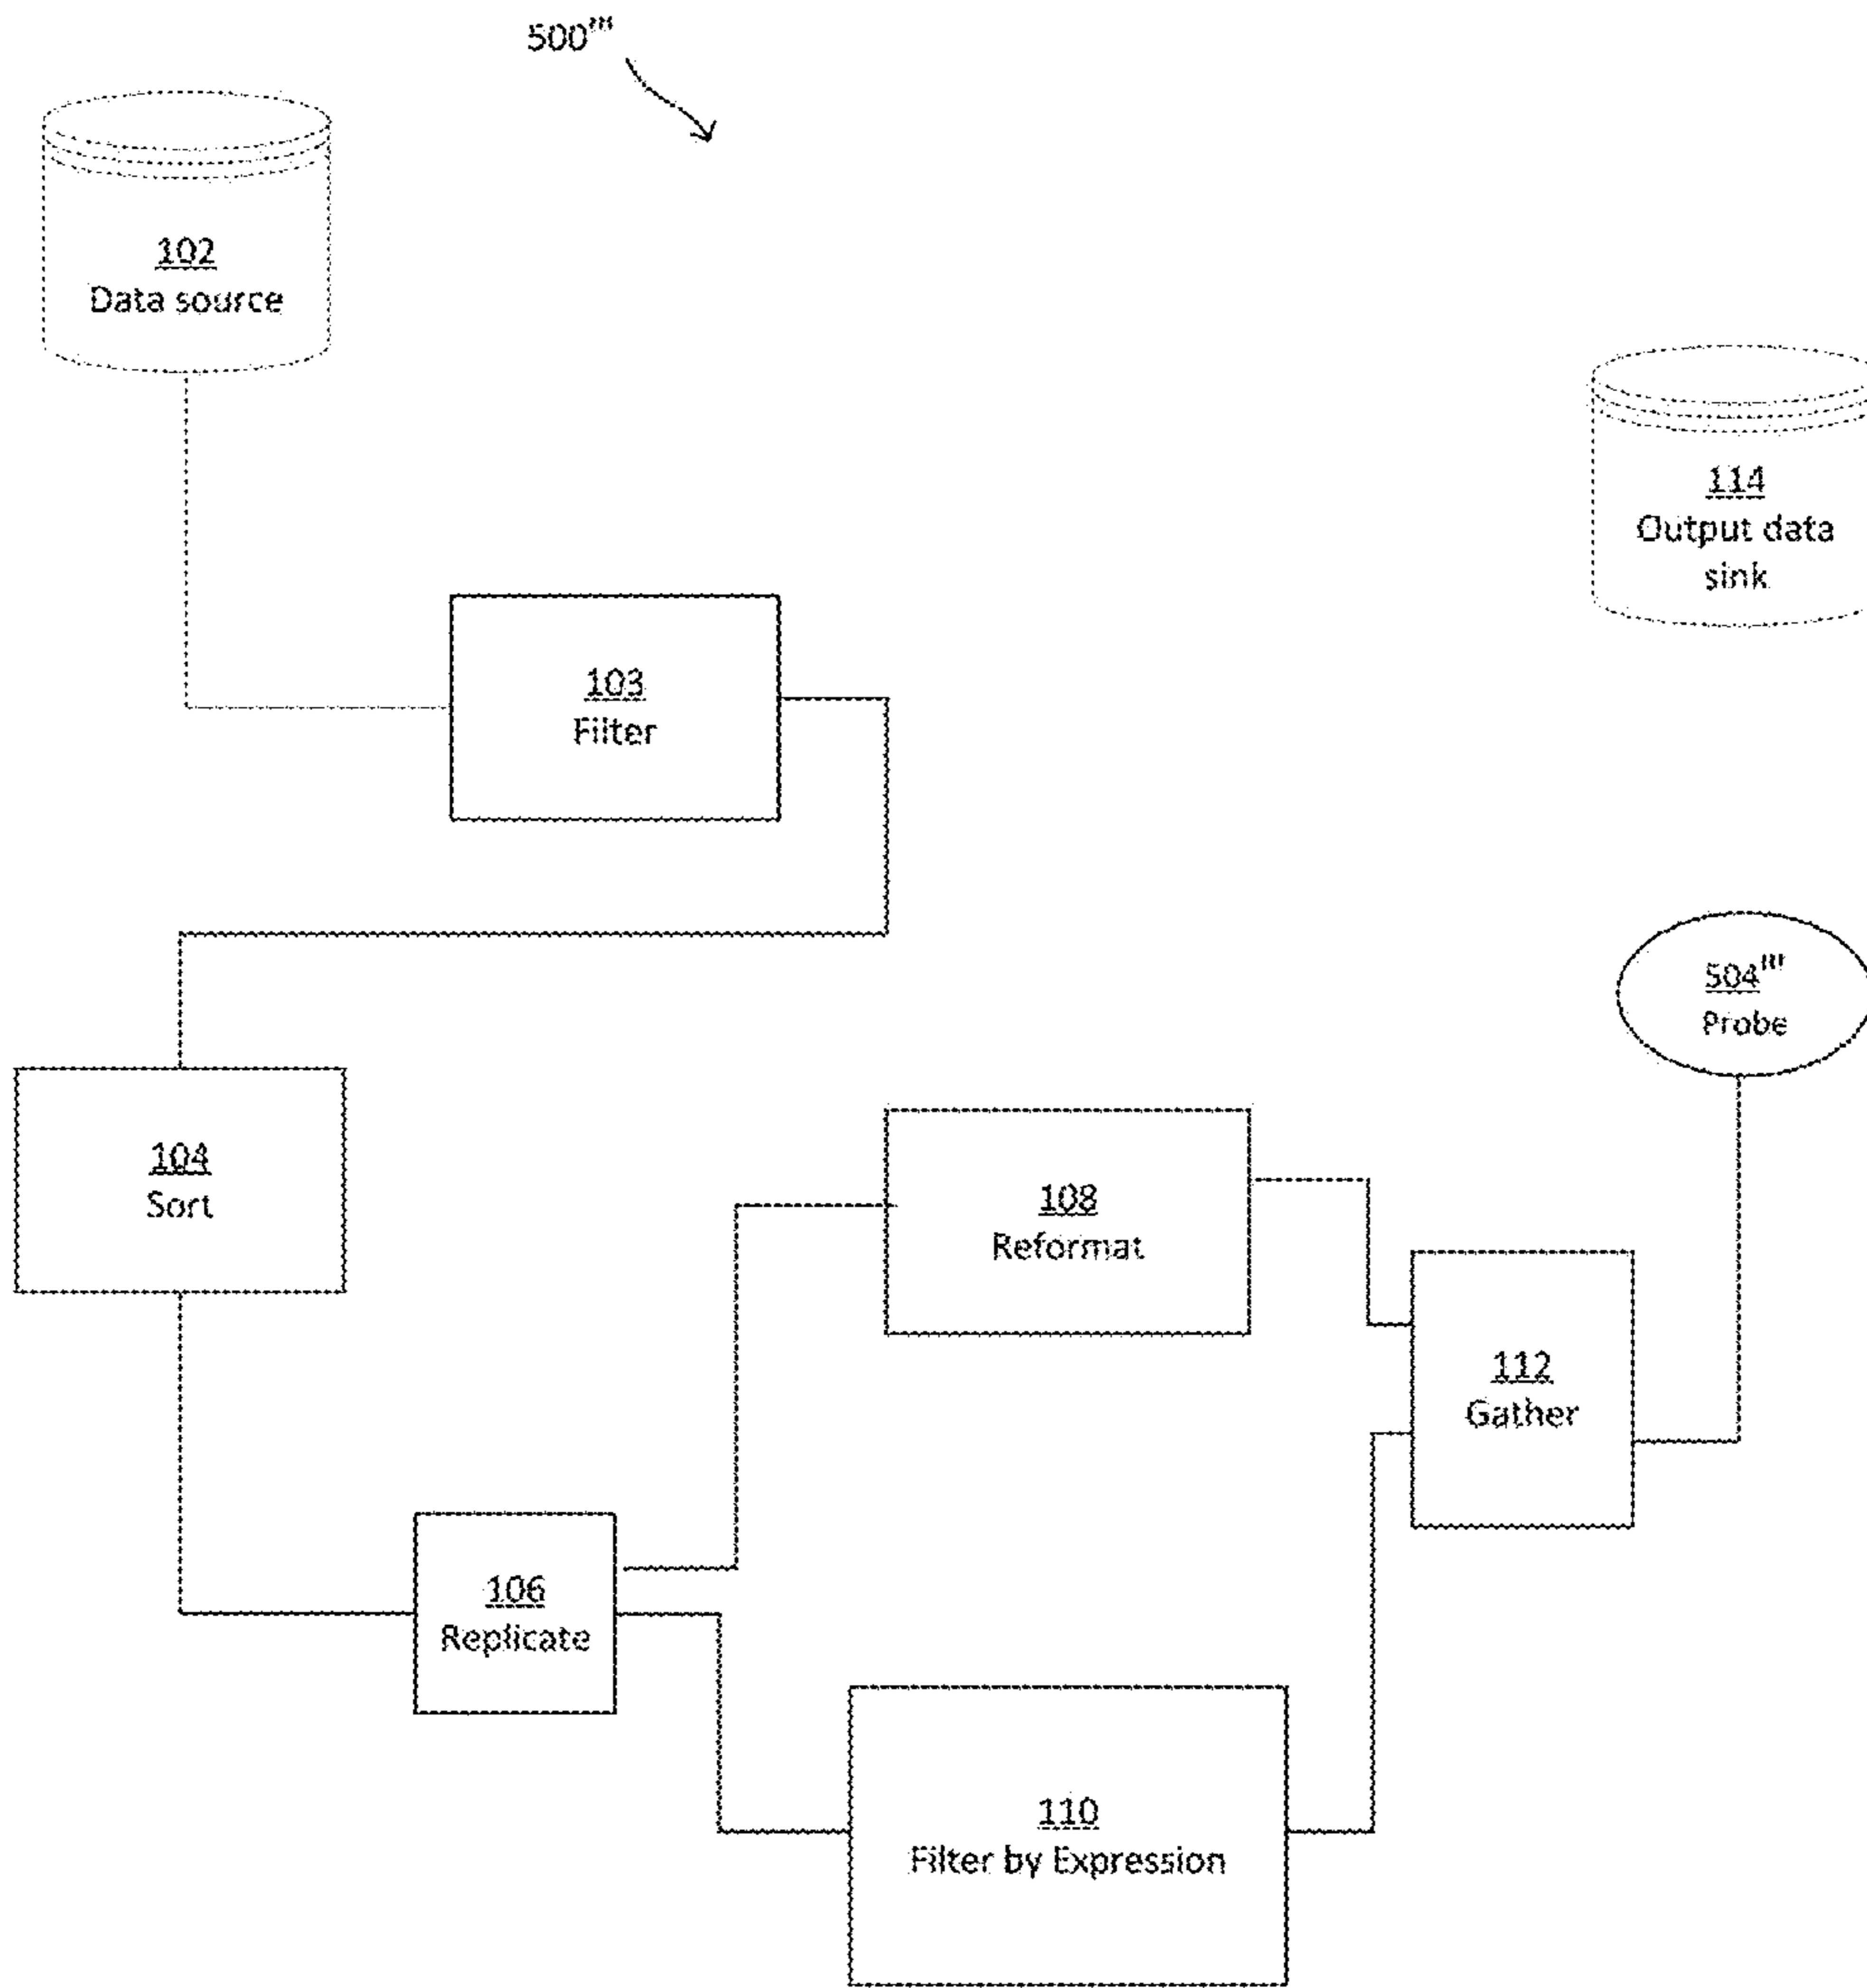 500'''
102
Data source
114
Output data
sink
103
Filter
504'''
Probe
104
Sort
108
Reformat
112
Gather
106
Replicate
110
Filter by Expression